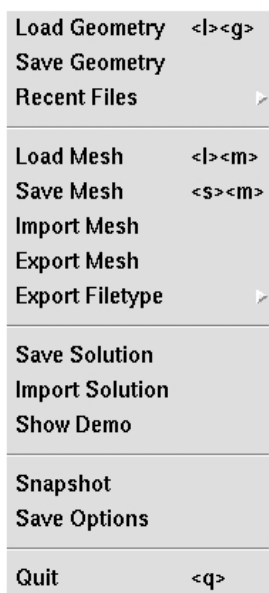 Load Geometry <l><g>
Save Geometry
Recent Files
Load Mesh <l><m>
Save Mesh <s><m>
Import Mesh
Export Mesh
Export Filetype
Save Solution
Import Solution
Show Demo
Snapshot
Save Options
Quit <q>